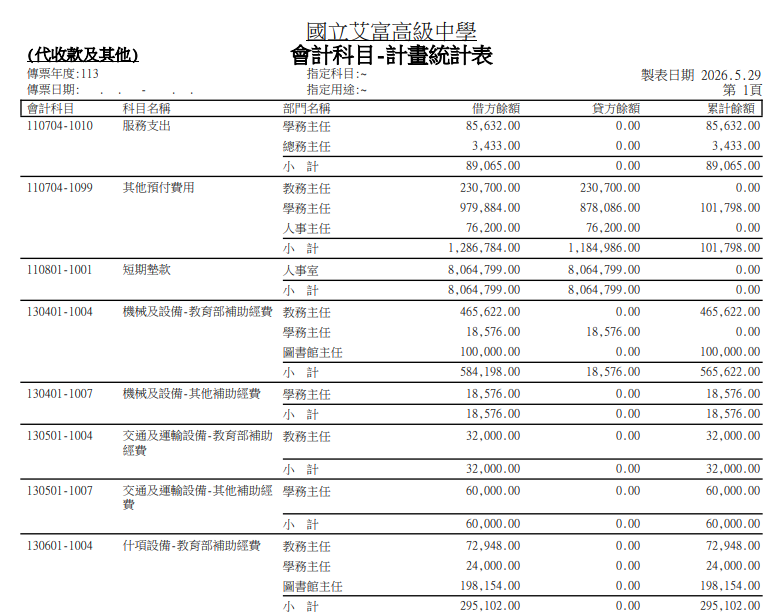 國立艾富高級中學
(代收款及其他) 會計科目-計畫統計表
傳票年度:113 指定科目:~ 製表日期 2026.5.29
傳票日期: . . - . . 指定用途:~ 第 1頁
會計科目 科目名稱 部門名稱 借方餘額 貸方餘額 累計餘額
110704-1010 服務支出 學務主任 85,632.00 0.00 85,632.00
總務主任 3,433.00 0.00 3,433.00
小 計 89,065.00 0.00 89,065.00
110704-1099 其他預付費用 教務主任 230,700.00 230,700.00 0.00
學務主任 979,884.00 878,086.00 101,798.00
人事主任 76,200.00 76,200.00 0.00
小 計 1,286,784.00 1,184,986.00 101,798.00
110801-1001 短期墊款 人事室 8,064,799.00 8,064,799.00 0.00
小 計 8,064,799.00 8,064,799.00 0.00
130401-1004 機械及設備-教育部補助經費 教務主任 465,622.00 0.00 465,622.00
學務主任 18,576.00 18,576.00 0.00
圖書館主任 100,000.00 0.00 100,000.00
小 計 584,198.00 18,576.00 565,622.00
130401-1007 機械及設備-其他補助經費 學務主任 18,576.00 0.00 18,576.00
小 計 18,576.00 0.00 18,576.00
130501-1004 交通及運輸設備-教育部補助 教務主任 32,000.00 0.00 32,000.00
經費
小 計 32,000.00 0.00 32,000.00
130501-1007 交通及運輸設備-其他補助經 學務主任 60,000.00 0.00 60,000.00
費
小 計 60,000.00 0.00 60,000.00
130601-1004 什項設備-教育部補助經費 教務主任 72,948.00 0.00 72,948.00
學務主任 24,000.00 0.00 24,000.00
圖書館主任 198,154.00 0.00 198,154.00
小 計 295,102.00 0.00 295,102.00